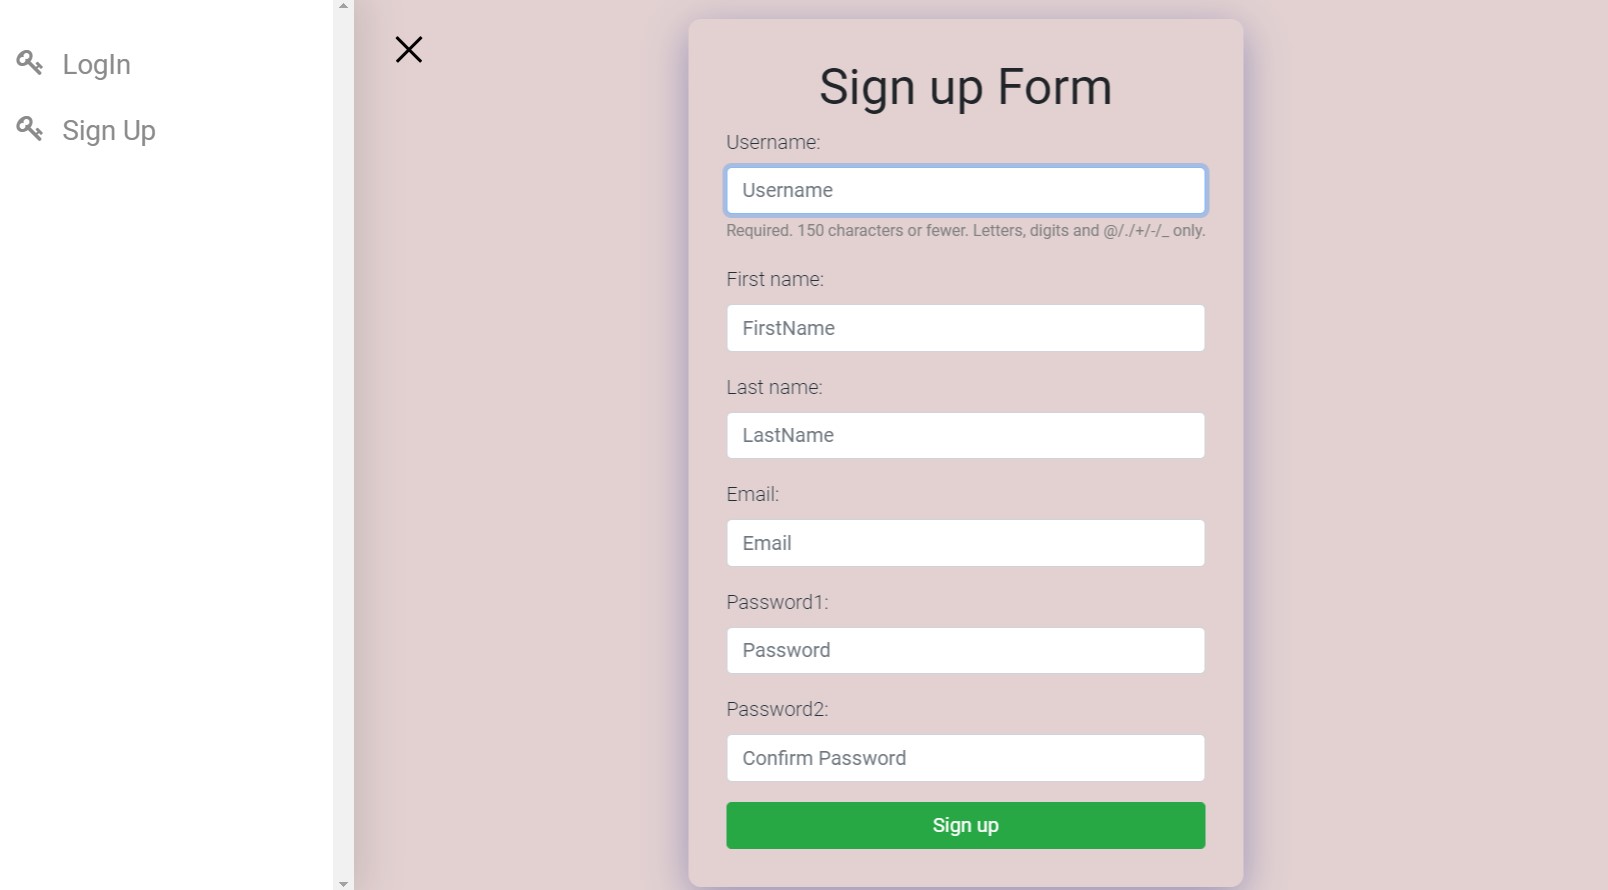 LogIn
Sign Up
Sign up Form
Username:
Username
Required. 150 characters or fewer. Letters, digits and @/./+/-/_ only.
First name:
FirstName
Last name:
LastName
Email:
Email
Password1:
Password
Password2:
Confirm Password
Sign up